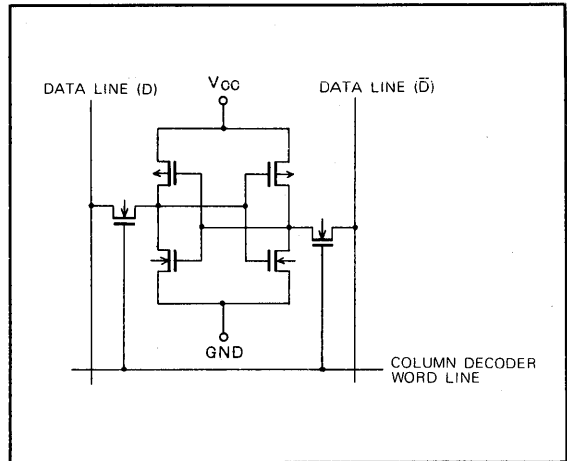 VCC
DATA LINE (D)
DATA LINE (D̅)
GND
COLUMN DECODER
WORD LINE